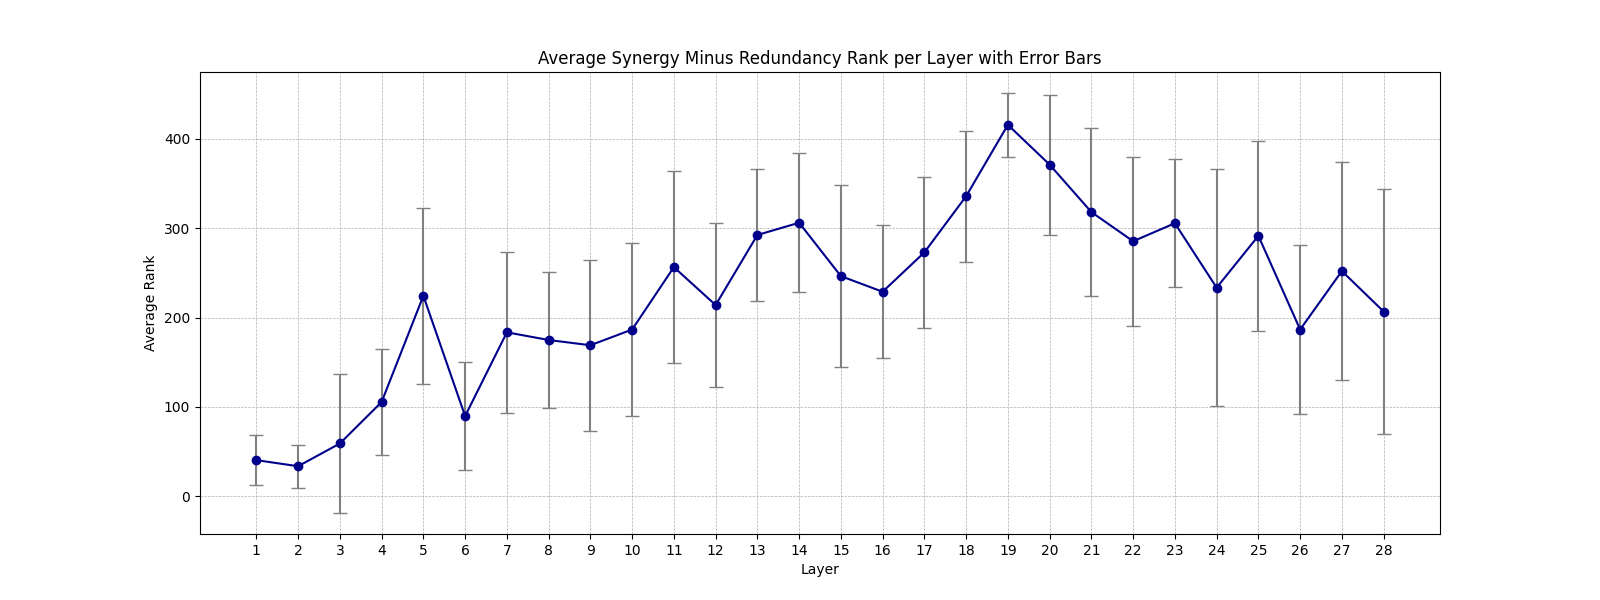 Average Synergy Minus Redundancy Rank per Layer with Error Bars
400
300
200
100
0
Average Rank
1 2 3 4 5 6 7 8 9 10 11 12 13 14 15 16 17 18 19 20 21 22 23 24 25 26 27 28
Layer